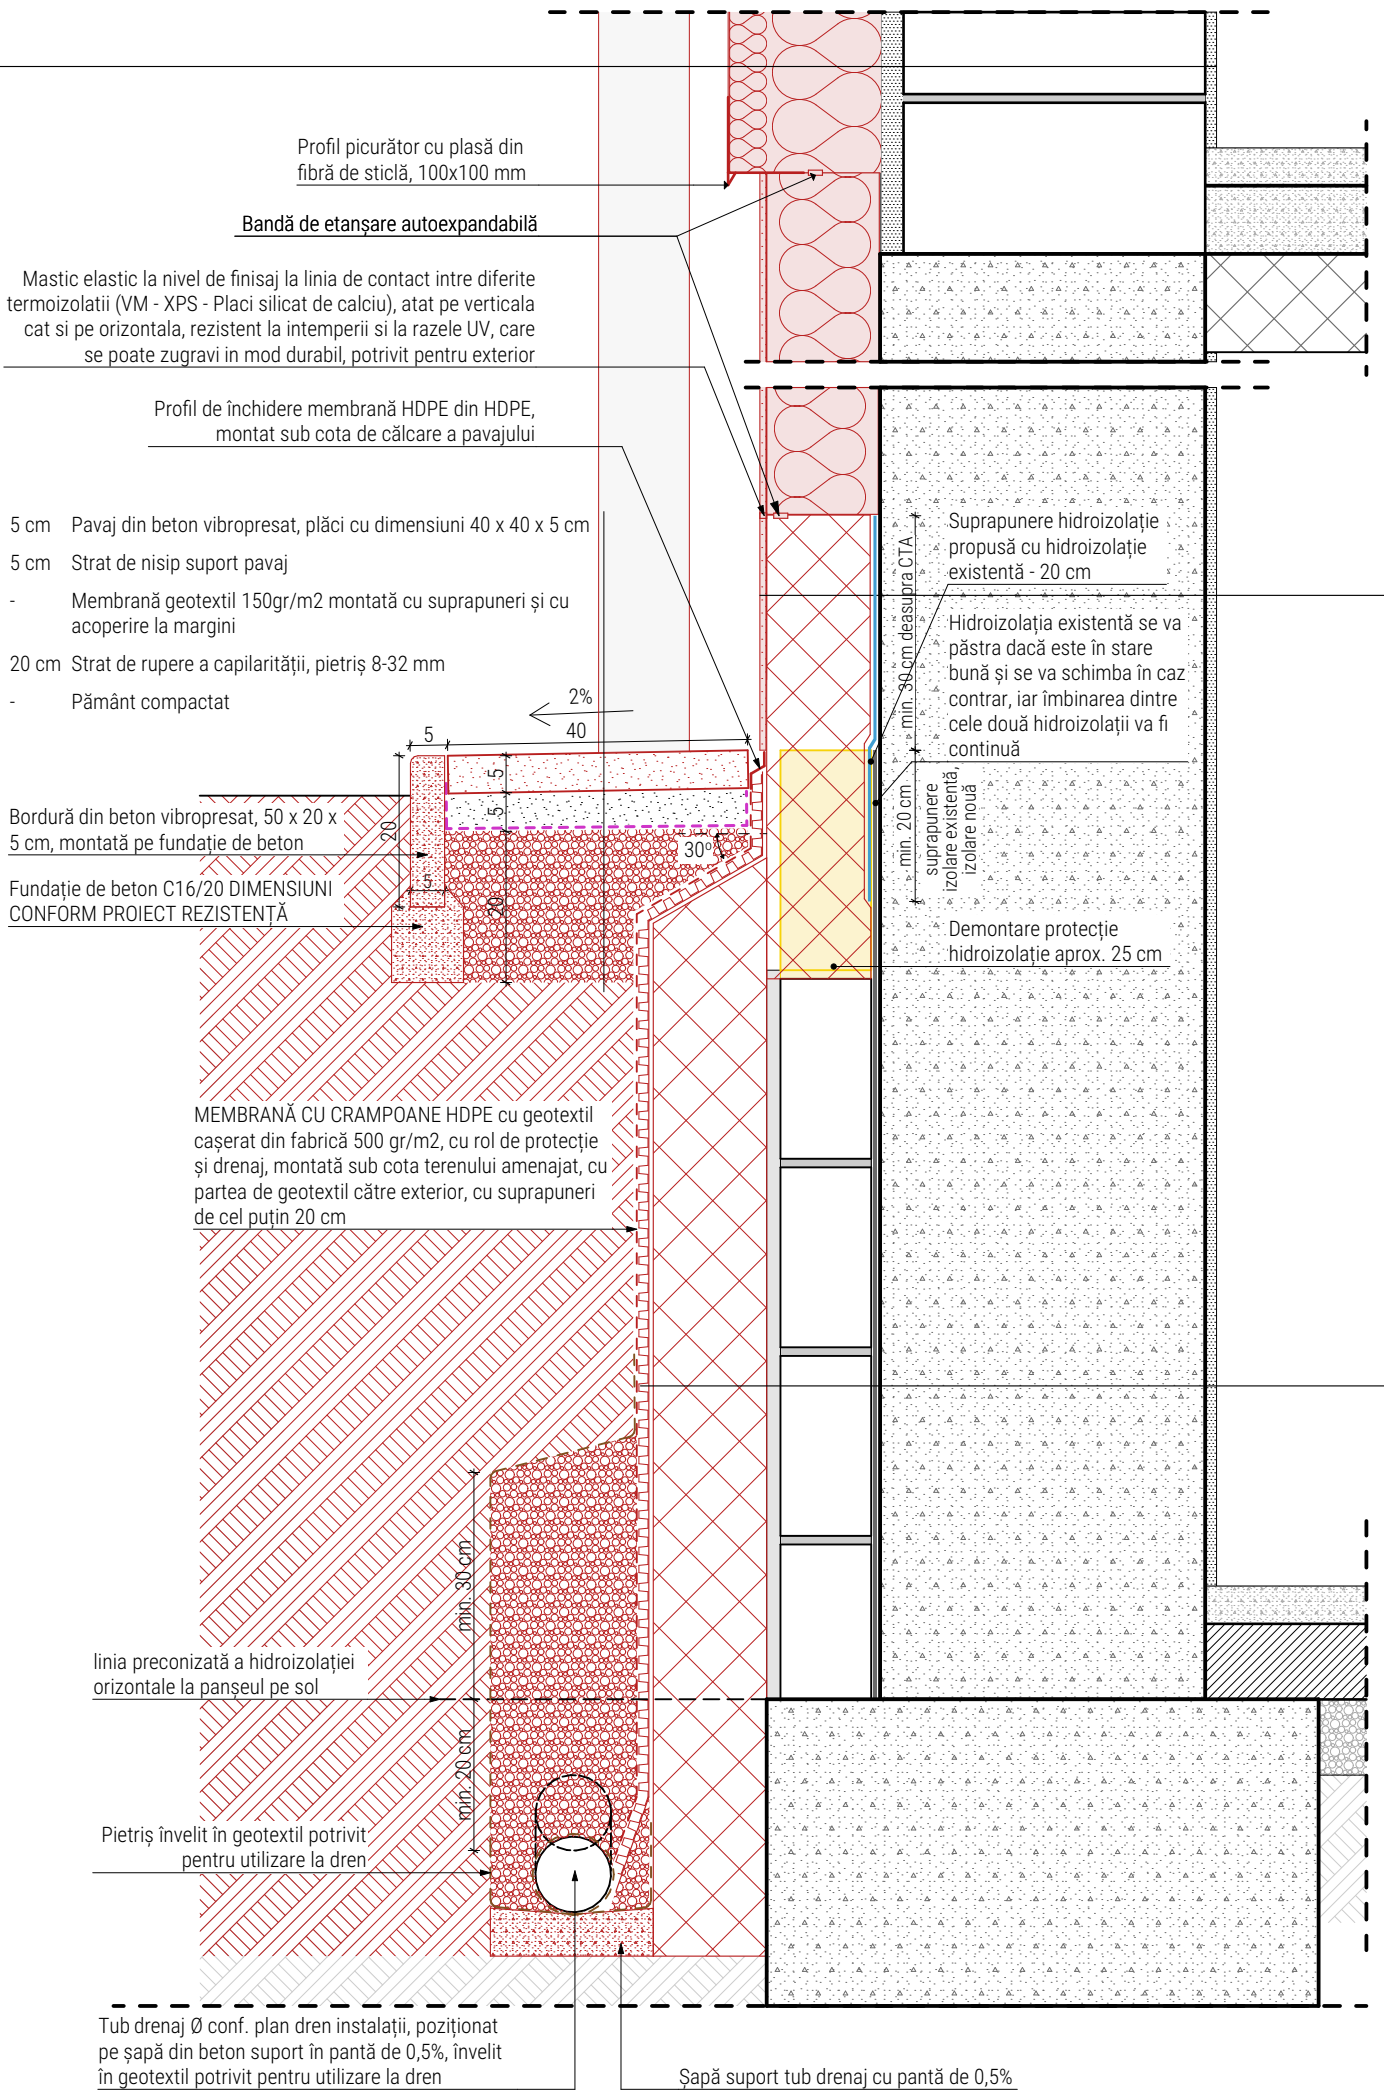 Profil picurător cu plasă din
fibră de sticlă, 100x100 mm
Bandă de etanșare autoexpandabilă
Mastic elastic la nivel de finisaj la linia de contact intre diferite
termoizolatii (VM - XPS - Placi silicat de calciu), atat pe verticala
cat si pe orizontala, rezistent la intemperii si la razele UV, care
se poate zugravi in mod durabil, potrivit pentru exterior
Profil de închidere membrană HDPE din HDPE,
montat sub cota de călcare a pavajului
5 cm Pavaj din beton vibropresat, plăci cu dimensiuni 40 x 40 x 5 cm
5 cm Strat de nisip suport pavaj
- Membrană geotextil 150gr/m2 montată cu suprapuneri și cu
acoperire la margini
20 cm Strat de rupere a capilarității, pietriș 8-32 mm
- Pământ compactat
Suprapunere hidroizolație
propusă cu hidroizolație
existentă - 20 cm
Hidroizolația existentă se va
păstra dacă este în stare
bună și se va schimba în caz
contrar, iar îmbinarea dintre
cele două hidroizolații va fi
continuă
min. 30 cm deasupra CTA
min. 20 cm
suprapunere
izolare existentă,
izolare nouă
Demontare protecție
hidroizolație aprox. 25 cm
2%
5
40
5
5
20
20
5
30°
Bordură din beton vibropresat, 50 x 20 x
5 cm, montată pe fundație de beton
Fundație de beton C16/20 DIMENSIUNI
CONFORM PROIECT REZISTENȚĂ
MEMBRANĂ CU CRAMPOANE HDPE cu geotextil
cașerat din fabrică 500 gr/m2, cu rol de protecție
și drenaj, montată sub cota terenului amenajat, cu
partea de geotextil către exterior, cu suprapuneri
de cel puțin 20 cm
min. 30 cm
min. 20 cm
linia preconizată a hidroizolației
orizontale la panșeul pe sol
Pietriș învelit în geotextil potrivit
pentru utilizare la dren
Tub drenaj Ø conf. plan dren instalații, poziționat
pe șapă din beton suport în pantă de 0,5%, învelit
în geotextil potrivit pentru utilizare la dren
Șapă suport tub drenaj cu pantă de 0,5%